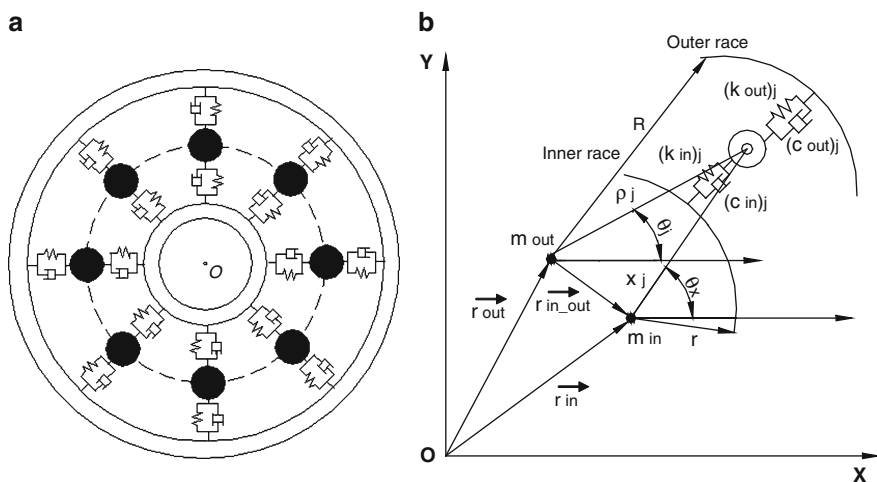 a
O
b
Y
Outer race
R
(k out)j
(c out)j
Inner race
(k in)j
(c in)j
ρ j
θj
m out
x j
θx
r out
r in_out
m in
r
r in
O
X